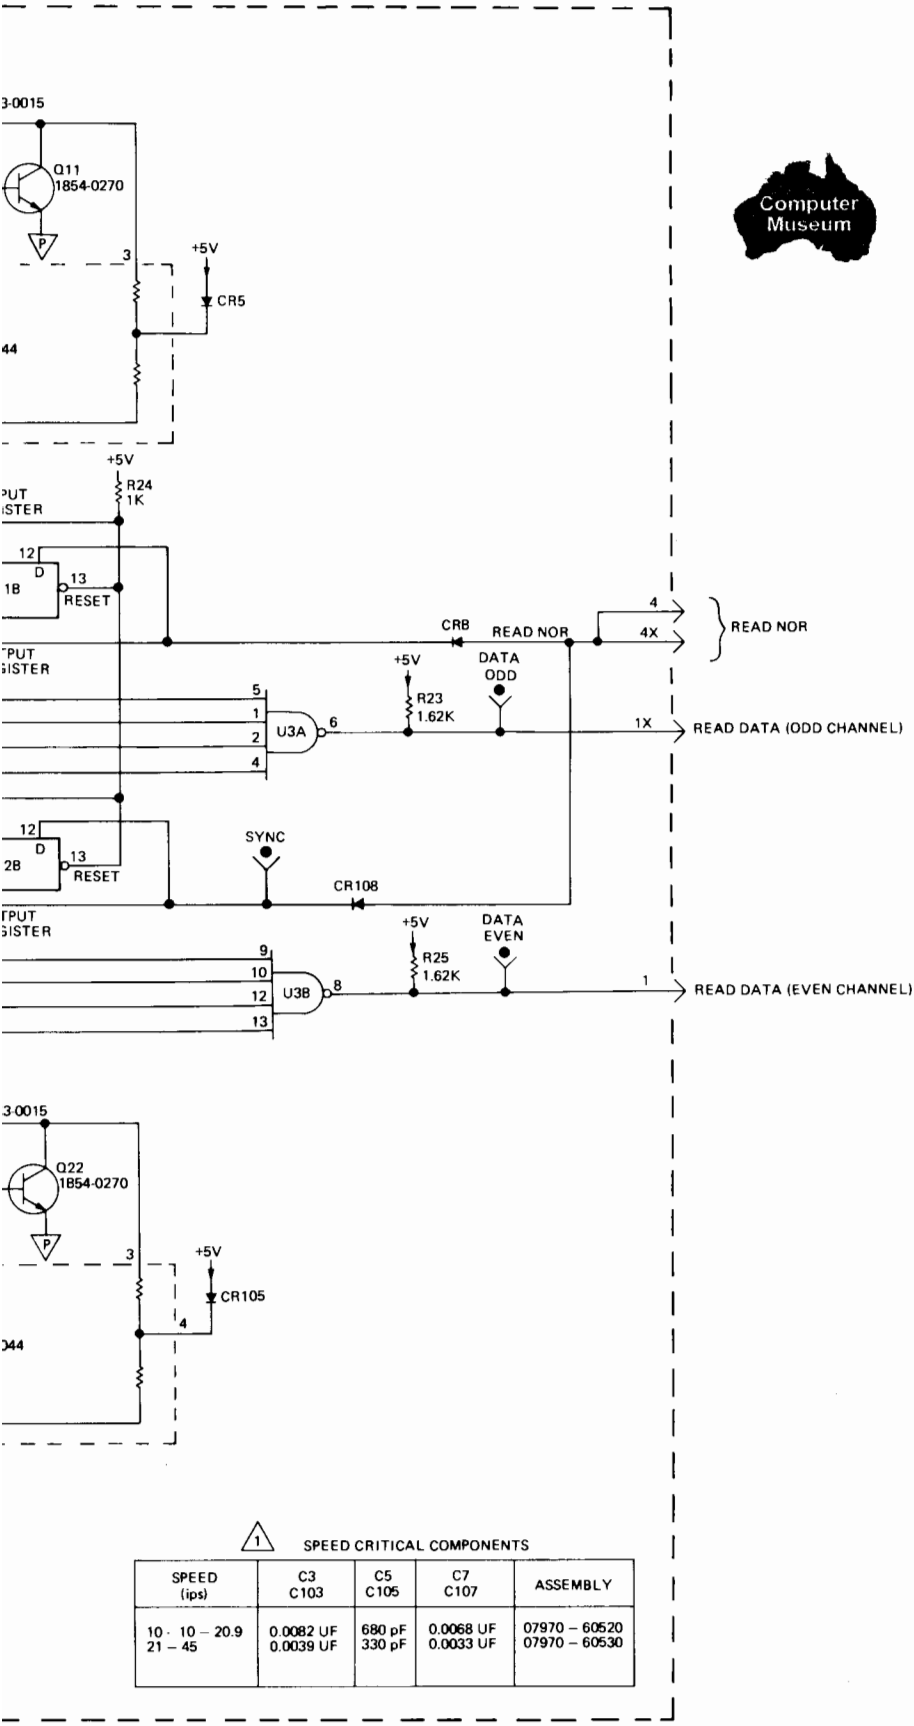 3-0015
Computer
Museum
Q11
1854-0270
P
3
+5V
CR5
44
+5V
R24
1K
PUT
ISTER
12
D
13
1B
RESET
4
CR8
READ NOR
4X
READ NOR
TPUT
GISTER
+5V
DATA
ODD
5
R23
1.62K
1
U3A
6
1X
READ DATA (ODD CHANNEL)
2
4
12
D
SYNC
13
2B
RESET
CR108
TPUT
GISTER
+5V
DATA
EVEN
9
R25
1.62K
10
U3B
8
1
READ DATA (EVEN CHANNEL)
12
13
3-0015
Q22
1854-0270
P
3
+5V
CR105
4
044
1
SPEED CRITICAL COMPONENTS
SPEED
(ips)
C3
C103
C5
C105
C7
C107
ASSEMBLY
10 - 10 – 20.9 0.0082 UF 680 pF 0.0068 UF 07970 – 60520
21 – 45 0.0039 UF 330 pF 0.0033 UF 07970 – 60530